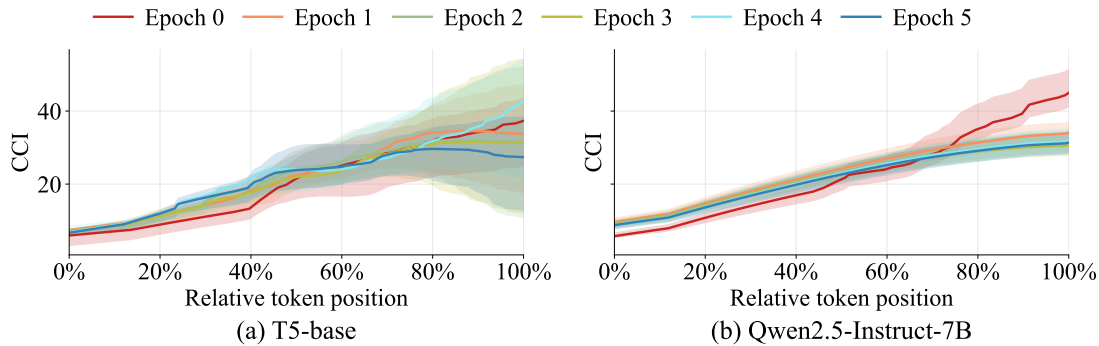 Epoch 0 Epoch 1 Epoch 2 Epoch 3 Epoch 4 Epoch 5
CCI
40
20
0% 20% 40% 60% 80% 100%
Relative token position
(a) T5-base
CCI
40
20
0% 20% 40% 60% 80% 100%
Relative token position
(b) Qwen2.5-Instruct-7B